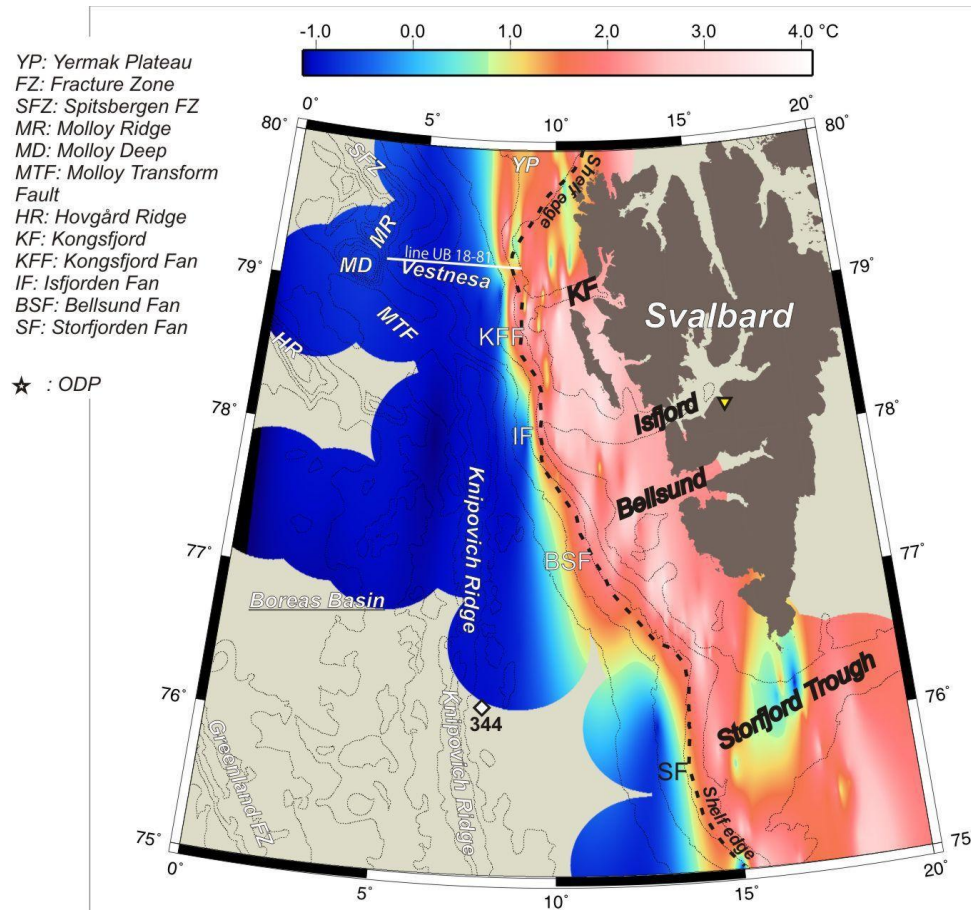 -1.0 0.0 1.0 2.0 3.0 4.0 °C
YP: Yermak Plateau
FZ: Fracture Zone
SFZ: Spitsbergen FZ
MR: Molloy Ridge
MD: Molloy Deep
MTF: Molloy Transform
Fault
HR: Hovgård Ridge
KF: Kongsfjord
KFF: Kongsfjord Fan
IF: Isfjorden Fan
BSF: Bellsund Fan
SF: Storfjorden Fan
: ODP
0° 5° 10° 15° 20°
80° 80°
SFZ
YP
Shelf edge
MR
79° 79°
line UB 18-81
MD
Vestnesa
KF
Svalbard
MTF
KFF
HR
78° 78°
Isfjord
IF
Bellsund
Knipovich Ridge
77° 77°
BSF
Boreas Basin
76° 76°
Storfjord Trough
344
Knipovich Ridge
Greenland FZ
SF
Shelf edge
75° 75°
0° 5° 10° 15° 20°